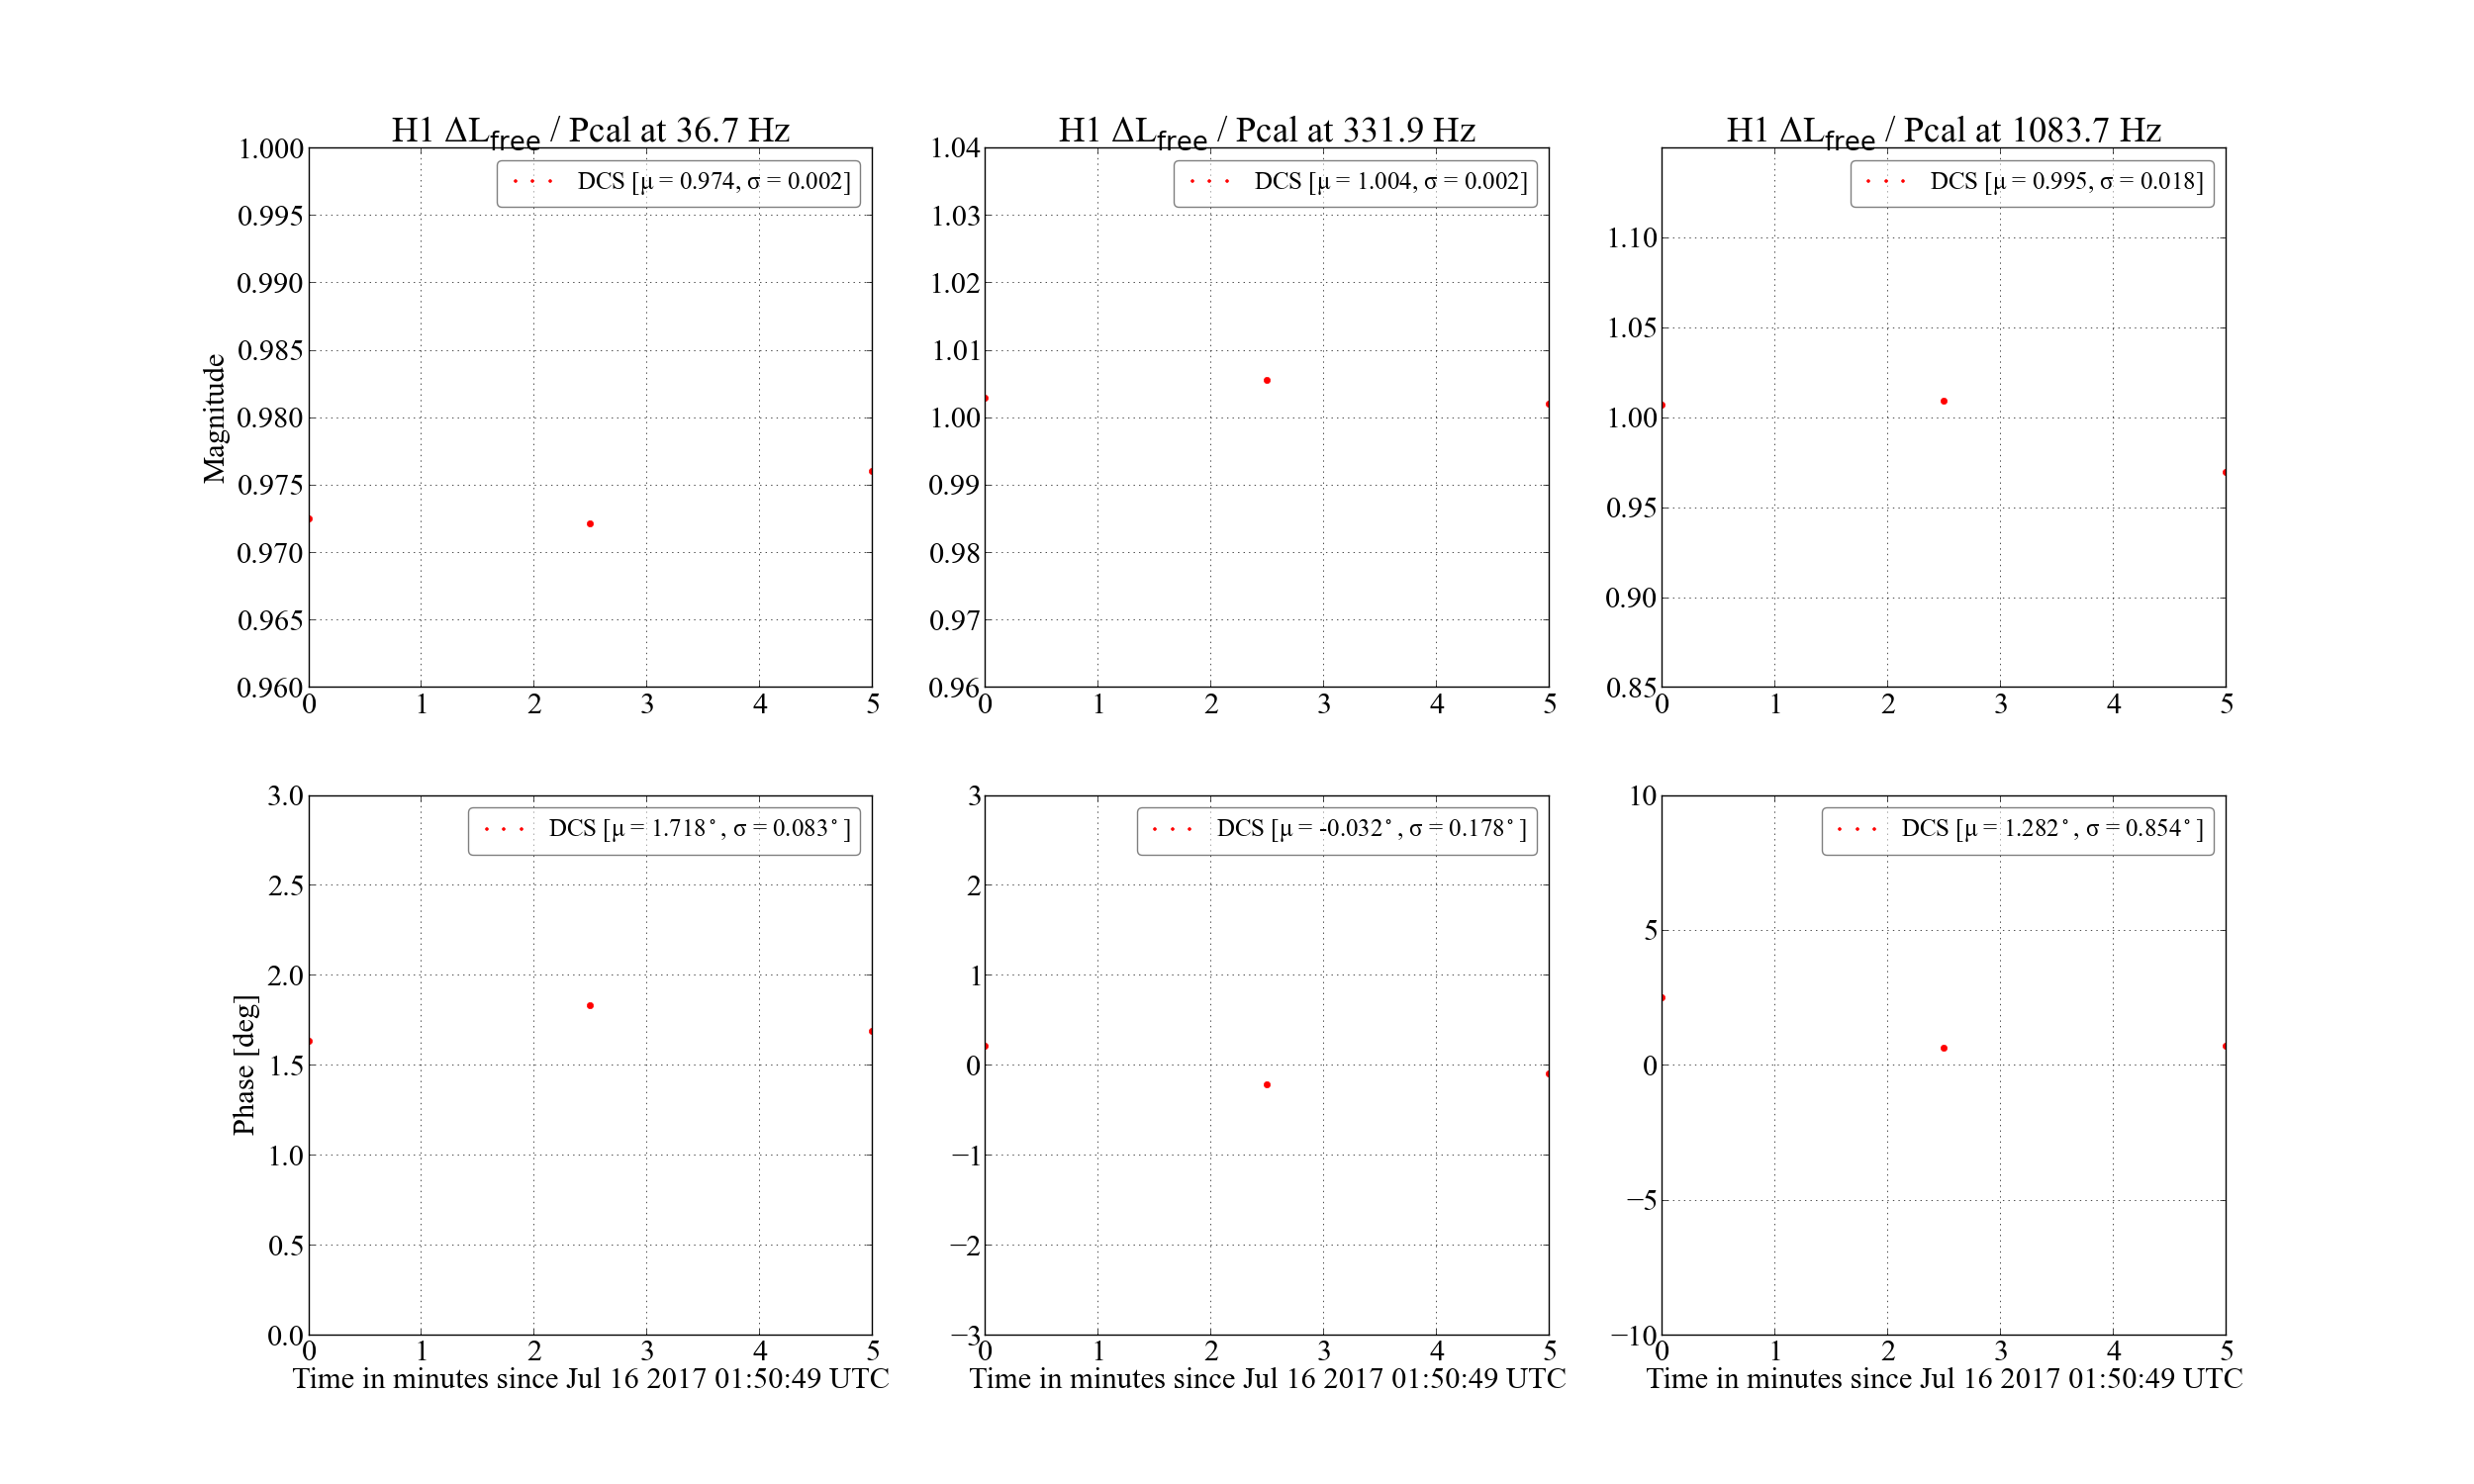 H1 ΔL_free / Pcal at 36.7 Hz
1.000
0.995
0.990
0.985
0.980
0.975
0.970
0.965
0.960
Magnitude
DCS [μ = 0.974, σ = 0.002]
0 1 2 3 4 5
H1 ΔL_free / Pcal at 331.9 Hz
1.04
1.03
1.02
1.01
1.00
0.99
0.98
0.97
0.96
DCS [μ = 1.004, σ = 0.002]
0 1 2 3 4 5
H1 ΔL_free / Pcal at 1083.7 Hz
1.10
1.05
1.00
0.95
0.90
0.85
DCS [μ = 0.995, σ = 0.018]
0 1 2 3 4 5
3.0
2.5
2.0
1.5
1.0
0.5
0.0
Phase [deg]
DCS [μ = 1.718°, σ = 0.083°]
0 1 2 3 4 5
Time in minutes since Jul 16 2017 01:50:49 UTC
3
2
1
0
−1
−2
−3
DCS [μ = -0.032°, σ = 0.178°]
0 1 2 3 4 5
Time in minutes since Jul 16 2017 01:50:49 UTC
10
5
0
−5
−10
DCS [μ = 1.282°, σ = 0.854°]
0 1 2 3 4 5
Time in minutes since Jul 16 2017 01:50:49 UTC